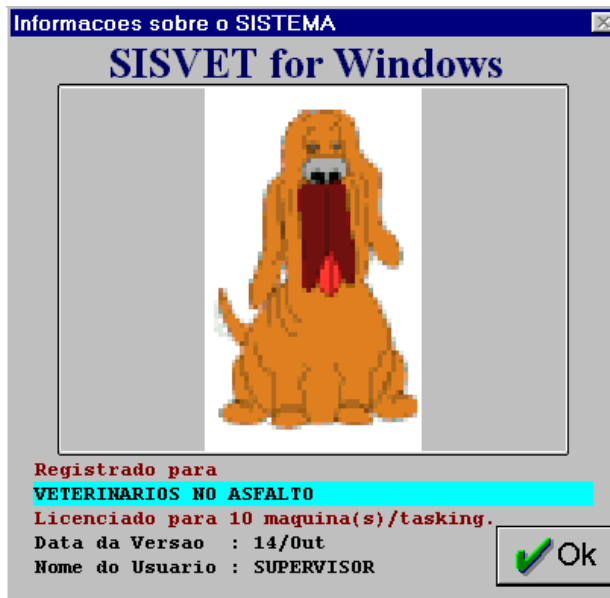 Informacoes sobre o SISTEMA
SISVET for Windows
Registrado para
VETERINARIOS NO ASFALTO
Licenciado para 10 maquina(s)/tasking.
Data da Versao : 14/Out
Nome do Usuario : SUPERVISOR
Ok